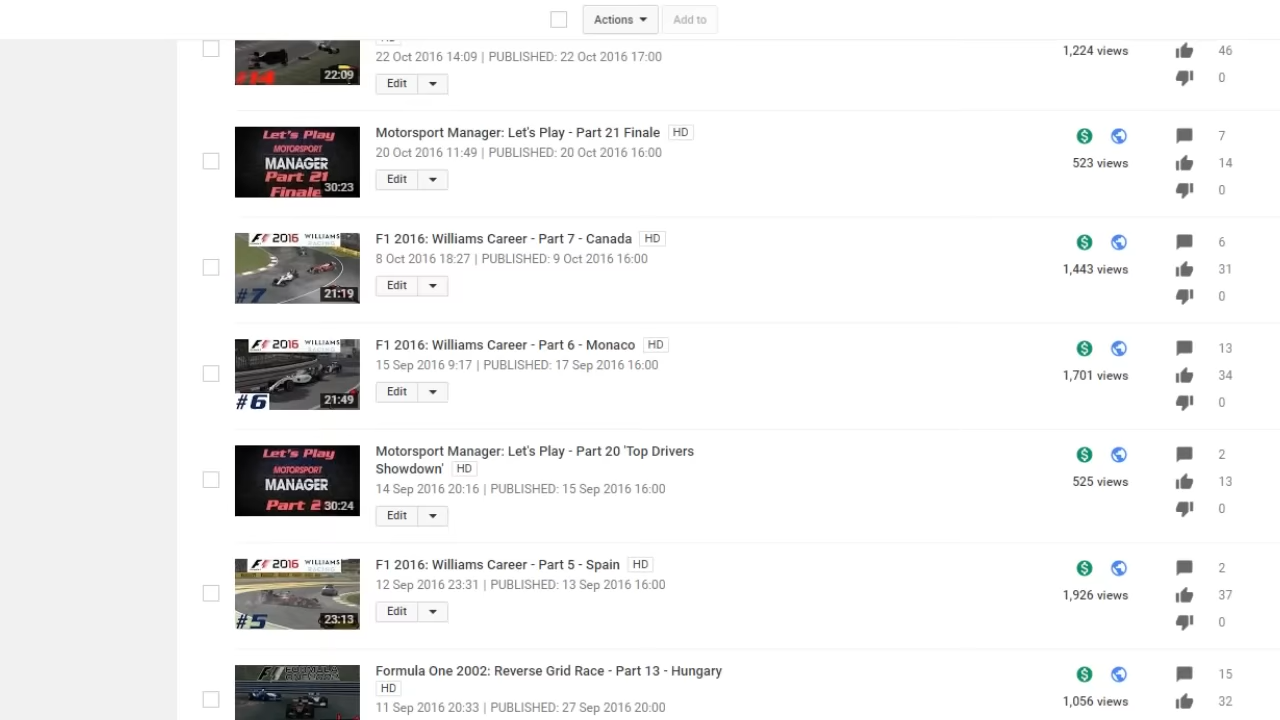 Actions
Add to
HD
22 Oct 2016 14:09 | PUBLISHED: 22 Oct 2016 17:00
1,224 views
46
#14
22:09
Edit
0
Let's Play
MOTORSPORT
MANAGER
Part 21
Finale
30:23
Motorsport Manager: Let's Play - Part 21 Finale HD
20 Oct 2016 11:49 | PUBLISHED: 20 Oct 2016 16:00
Edit
523 views
7
14
0
F1 2016 WILLIAMS
RACING
#7
21:19
F1 2016: Williams Career - Part 7 - Canada HD
8 Oct 2016 18:27 | PUBLISHED: 9 Oct 2016 16:00
Edit
1,443 views
6
31
0
F1 2016 WILLIAMS
RACING
#6
21:49
F1 2016: Williams Career - Part 6 - Monaco HD
15 Sep 2016 9:17 | PUBLISHED: 17 Sep 2016 16:00
Edit
1,701 views
13
34
0
Let's Play
MOTORSPORT
MANAGER
Part 2
30:24
Motorsport Manager: Let's Play - Part 20 'Top Drivers
Showdown' HD
14 Sep 2016 20:16 | PUBLISHED: 15 Sep 2016 16:00
Edit
525 views
2
13
0
F1 2016 WILLIAMS
RACING
#5
23:13
F1 2016: Williams Career - Part 5 - Spain HD
12 Sep 2016 23:31 | PUBLISHED: 13 Sep 2016 16:00
Edit
1,926 views
2
37
0
Formula One 2002: Reverse Grid Race - Part 13 - Hungary
HD
11 Sep 2016 20:33 | PUBLISHED: 27 Sep 2016 20:00
1,056 views
15
32